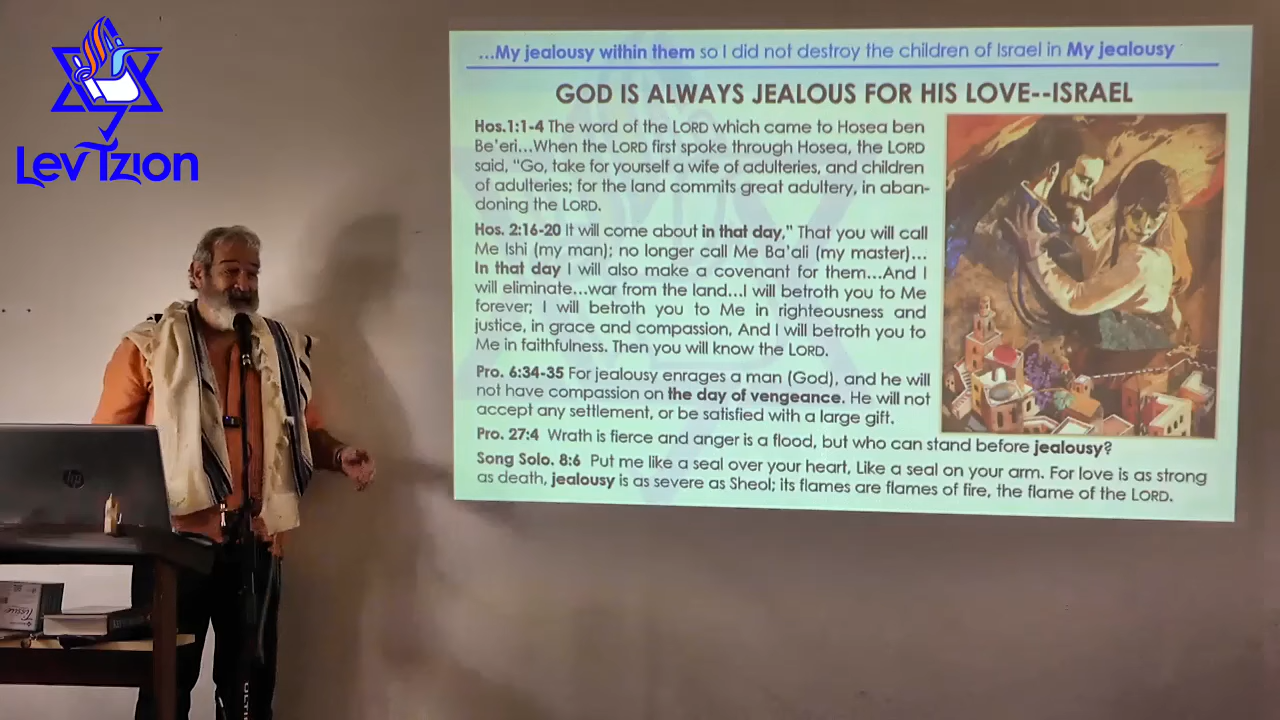 Lev Tzion
...My jealousy within them so I did not destroy the children of Israel in My jealousy
GOD IS ALWAYS JEALOUS FOR HIS LOVE--ISRAEL
Hos.1:1-4 The word of the LORD which came to Hosea ben
Be'eri...When the LORD first spoke through Hosea, the LORD
said, "Go, take for yourself a wife of adulteries, and children
of adulteries; for the land commits great adultery, in aban-
doning the LORD.
Hos. 2:16-20 It will come about in that day," That you will call
Me Ishi (my man); no longer call Me Ba'ali (my master)...
In that day I will also make a covenant for them...And I
will eliminate...war from the land...I will betroth you to Me
forever; I will betroth you to Me in righteousness and
justice, in grace and compassion, And I will betroth you to
Me in faithfulness. Then you will know the LORD.
Pro. 6:34-35 For jealousy enrages a man (God), and he will
not have compassion on the day of vengeance. He will not
accept any settlement, or be satisfied with a large gift.
Pro. 27:4 Wrath is fierce and anger is a flood, but who can stand before jealousy?
Song Solo. 8:6 Put me like a seal over your heart, Like a seal on your arm. For love is as strong
as death, jealousy is as severe as Sheol; its flames are flames of fire, the flame of the LORD.
hp
Tissue